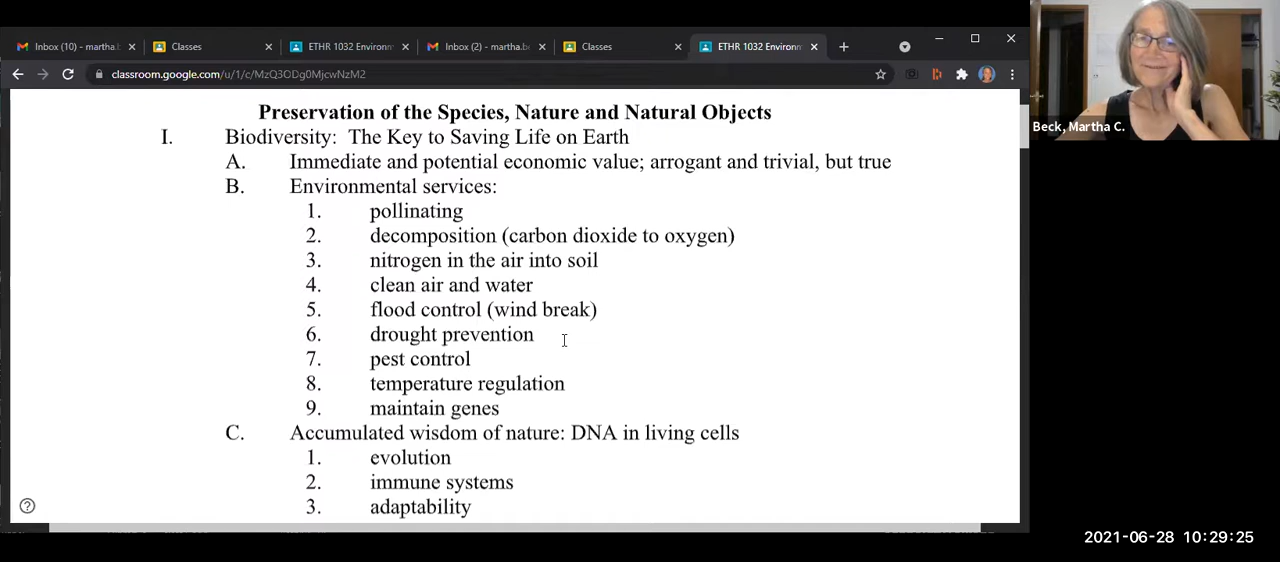 Inbox (10) - martha.b
Classes
ETHR 1032 Environm
Inbox (2) - martha.be
Classes
ETHR 1032 Environm
classroom.google.com/u/1/c/MzQ3ODg0MjcwNzM2
Beck, Martha C.
Preservation of the Species, Nature and Natural Objects
I. Biodiversity: The Key to Saving Life on Earth
A. Immediate and potential economic value; arrogant and trivial, but true
B. Environmental services:
1. pollinating
2. decomposition (carbon dioxide to oxygen)
3. nitrogen in the air into soil
4. clean air and water
5. flood control (wind break)
6. drought prevention
7. pest control
8. temperature regulation
9. maintain genes
C. Accumulated wisdom of nature: DNA in living cells
1. evolution
2. immune systems
3. adaptability
2021-06-28 10:29:25